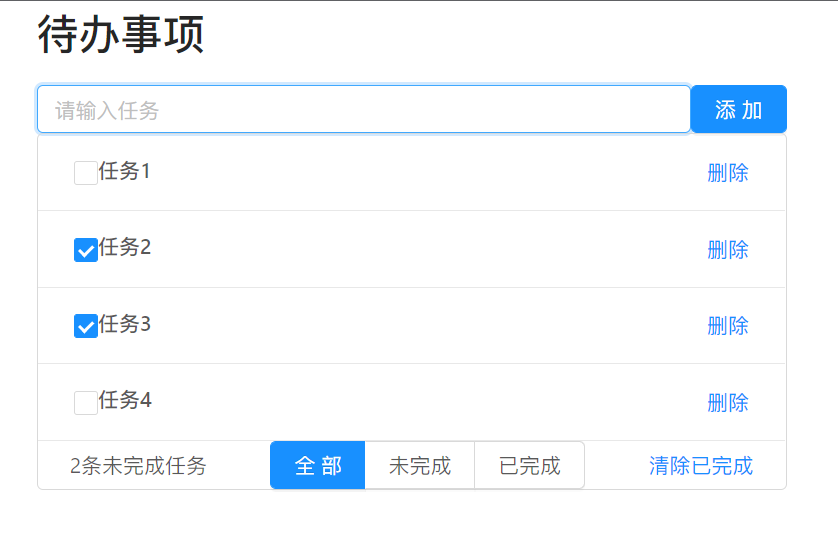 待办事项
请输入任务 添 加
任务1 删除
任务2 删除
任务3 删除
任务4 删除
2条未完成任务 全 部 未完成 已完成 清除已完成